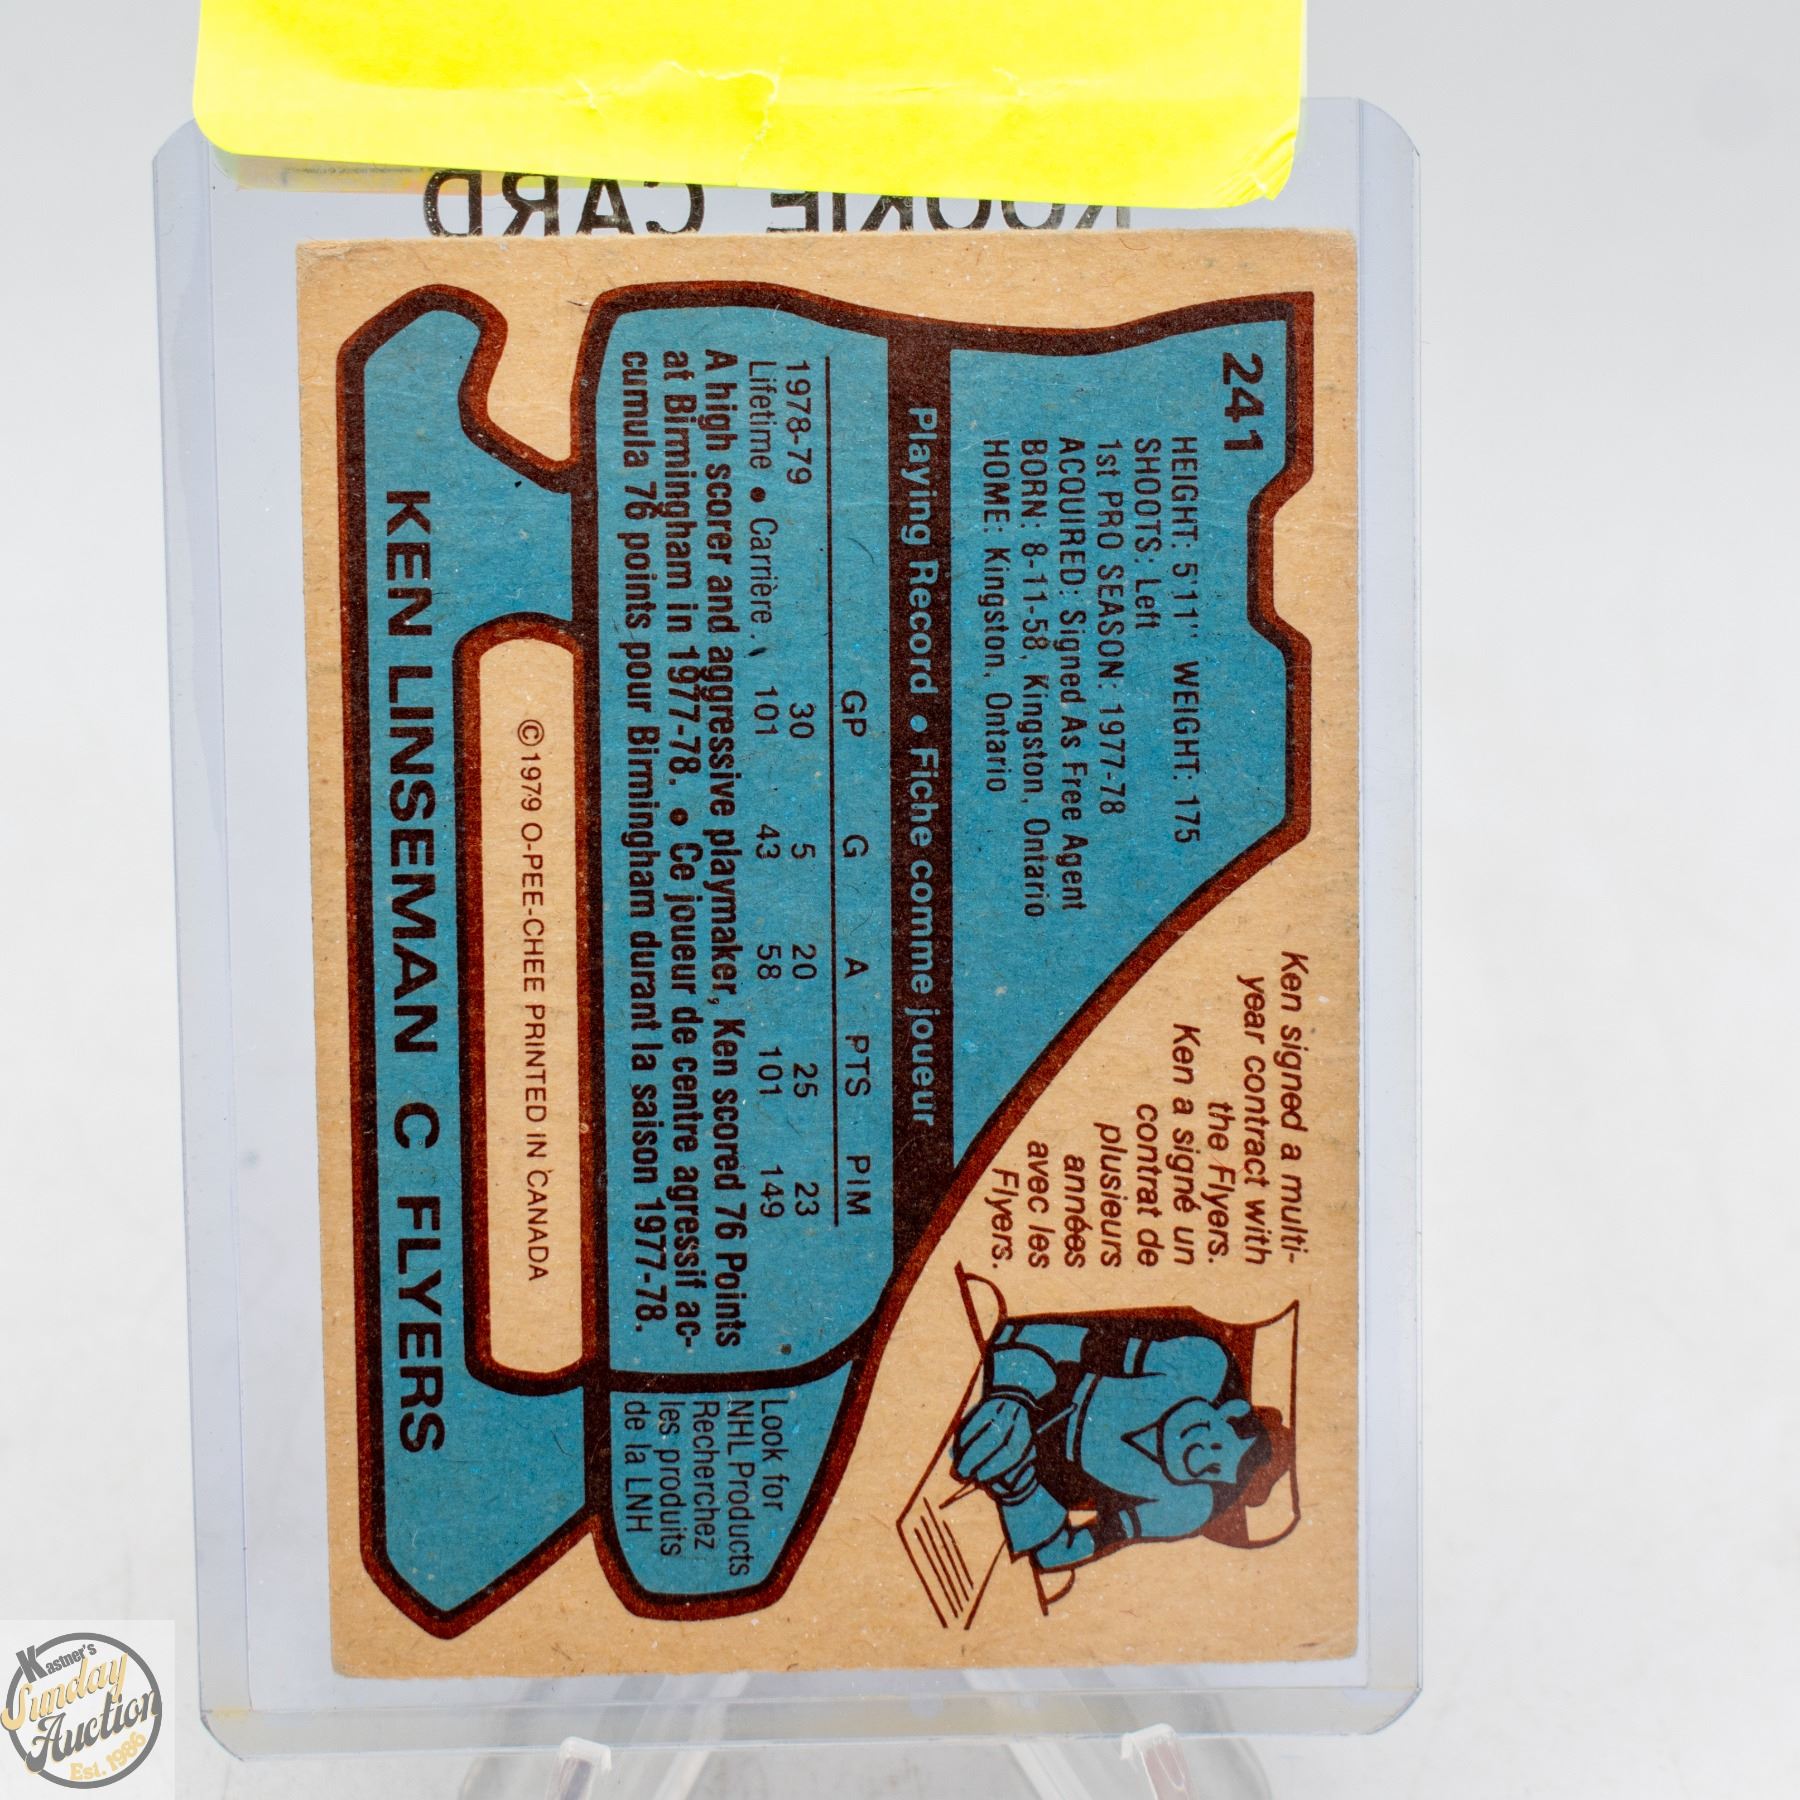 ROOKIE CARD
241
HEIGHT: 5'11" WEIGHT: 175
SHOOTS: Left
1st PRO SEASON: 1977-78
ACQUIRED: Signed As Free Agent
BORN: 8-11-58, Kingston, Ontario
HOME: Kingston, Ontario
Ken signed a multi-
year contract with
the Flyers.
Ken a signé un
contrat de
plusieurs
années
avec les
Flyers.
Playing Record • Fiche comme joueur
GP G A PTS PIM
1978-79 30 5 20 25 23
Lifetime • Carrière 101 43 58 101 149
A high scorer and aggressive playmaker, Ken scored 76 Points
at Birmingham in 1977-78. • Ce joueur de centre agressif ac-
cumula 76 points pour Birmingham durant la saison 1977-78.
Look for
NHL Products
Recherchez
les produits
de la LNH
© 1979 O-PEE-CHEE PRINTED IN CANADA
KEN LINSEMAN C FLYERS
Kastner's
Sunday
Auction
Est. 1986